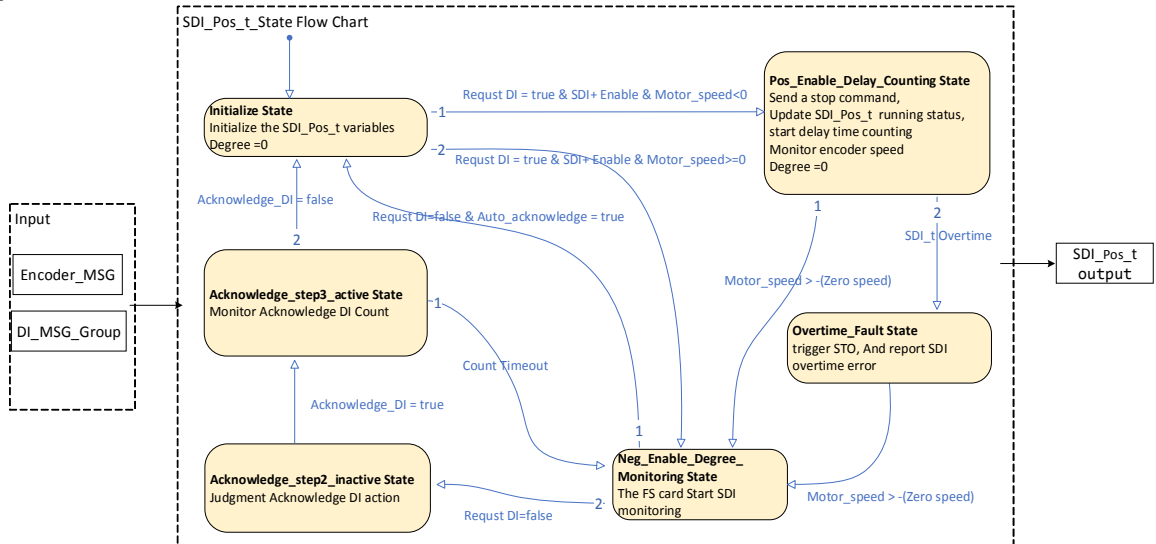 SDI_Pos_t_State Flow Chart
Initialize State
Initialize the SDI_Pos_t variables
Degree =0
1
Requst DI = true & SDI+ Enable & Motor_speed<0
2
Requst DI = true & SDI+ Enable & Motor_speed>=0
Pos_Enable_Delay_Counting State
Send a stop command,
Update SDI_Pos_t running status,
start delay time counting
Monitor encoder speed
Degree =0
Acknowledge_DI = false
Requst DI=false & Auto_acknowledge = true
2
1
2
SDI_t Overtime
Input
Encoder_MSG
DI_MSG_Group
SDI_Pos_t
output
Acknowledge_step3_active State
Monitor Acknowledge DI Count
1
Motor_speed > -(Zero speed)
Overtime_Fault State
trigger STO, And report SDI
overtime error
Count Timeout
Acknowledge_DI = true
1
Neg_Enable_Degree_
Monitoring State
The FS card Start SDI
monitoring
Acknowledge_step2_inactive State
Judgment Acknowledge DI action
2
Requst DI=false
Motor_speed > -(Zero speed)